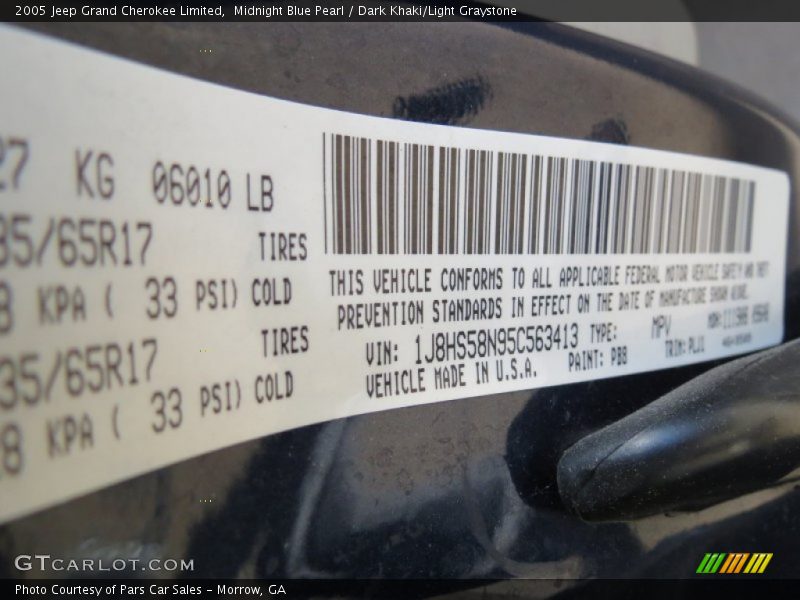 2005 Jeep Grand Cherokee Limited, Midnight Blue Pearl / Dark Khaki/Light Graystone
27 KG 06010 LB
35/65R17 TIRES
8 KPA ( 33 PSI) COLD
35/65R17 TIRES
8 KPA ( 33 PSI) COLD
THIS VEHICLE CONFORMS TO ALL APPLICABLE FEDERAL MOTOR VEHICLE SAFETY AND NOT
PREVENTION STANDARDS IN EFFECT ON THE DATE OF MANUFACTURE SHOWN ABOVE.
VIN: 1J8HS58N95C563413 TYPE: MPV
VEHICLE MADE IN U.S.A. PAINT: PBB TRIM:
GTCARLOT.COM
Photo Courtesy of Pars Car Sales - Morrow, GA